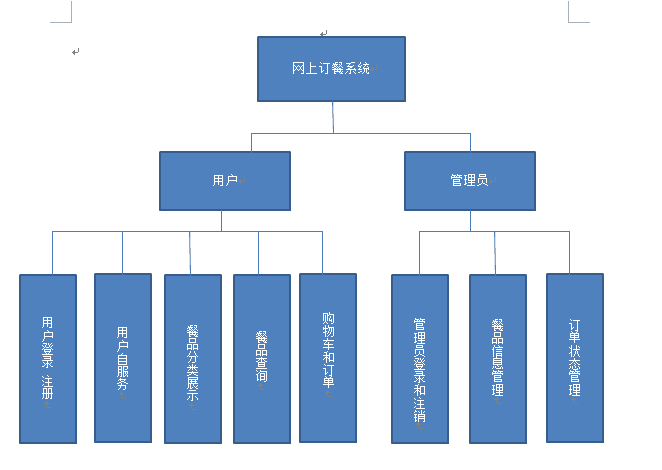 网上订餐系统
用户
管理员
用户登录 注册
用户自服务
餐品分类展示
餐品查询
购物车和订单
管理员登录和注销
餐品信息管理
订单状态管理